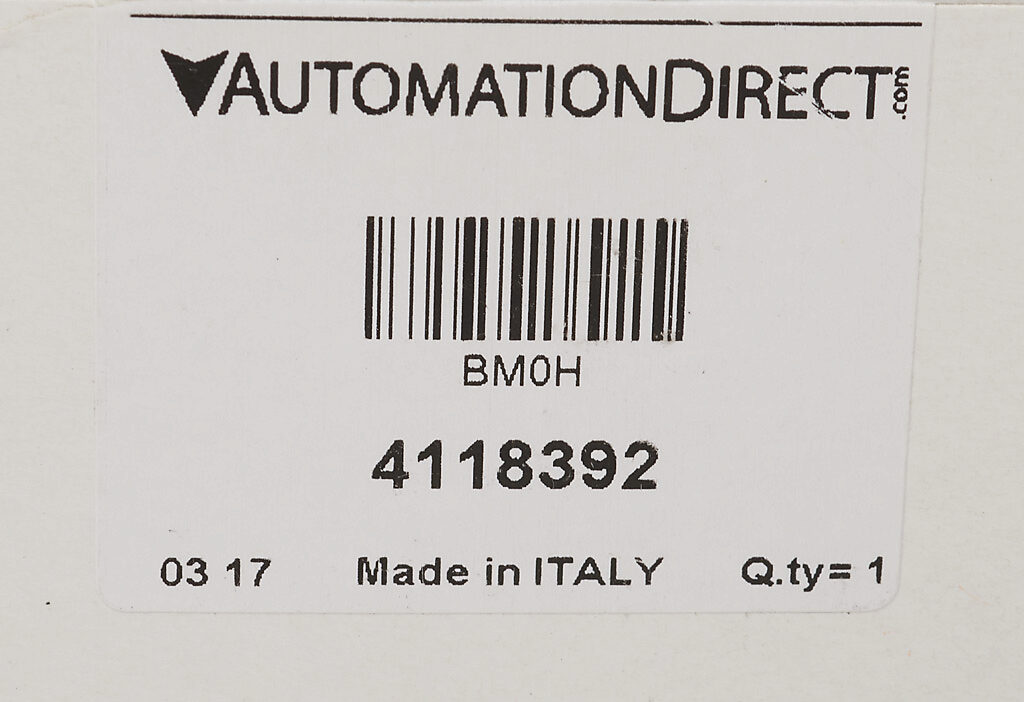 AUTOMATIONDIRECT.com
BM0H
4118392
03 17 Made in ITALY Q.ty= 1